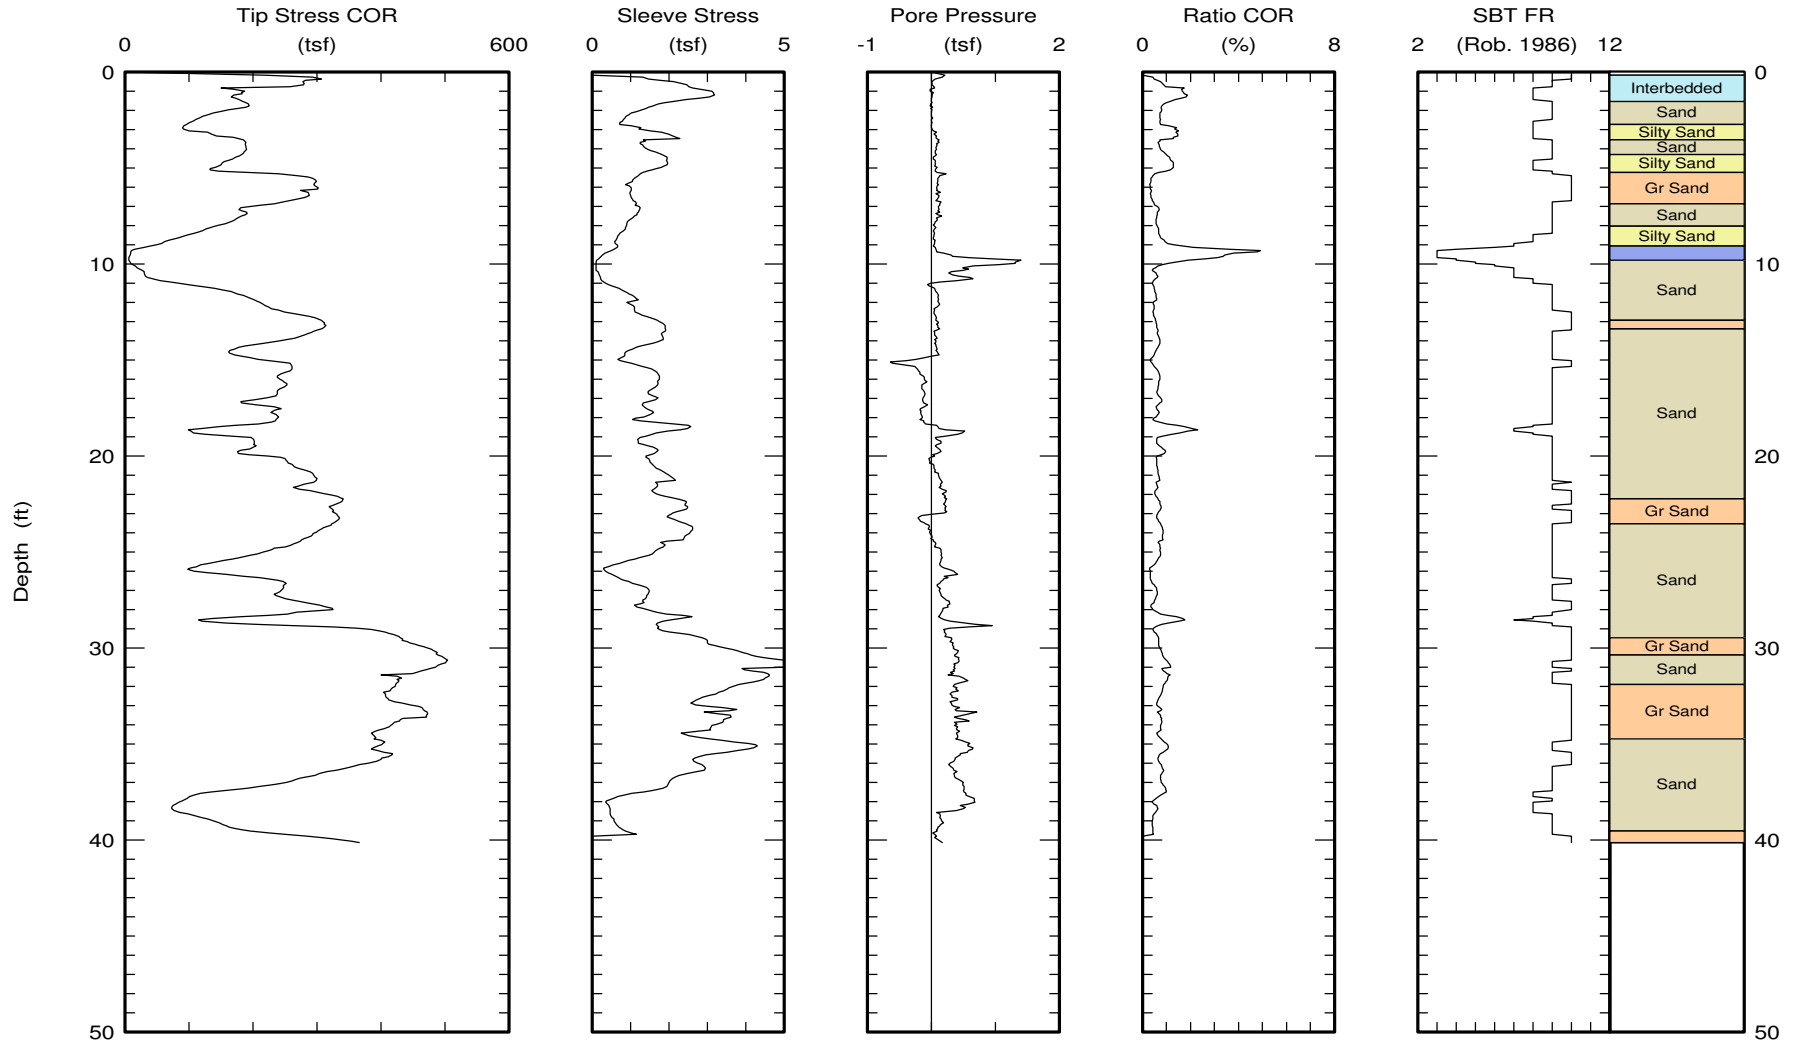 Tip Stress COR
Sleeve Stress
Pore Pressure
Ratio COR
SBT FR
0 (tsf) 600
0 (tsf) 5
-1 (tsf) 2
0 (%) 8
2 (Rob. 1986) 12
0
10
20
30
40
50
Depth (ft)
Interbedded
Sand
Silty Sand
Sand
Silty Sand
Gr Sand
Sand
Silty Sand
Sand
Sand
Gr Sand
Sand
Gr Sand
Sand
Gr Sand
Sand
0
10
20
30
40
50